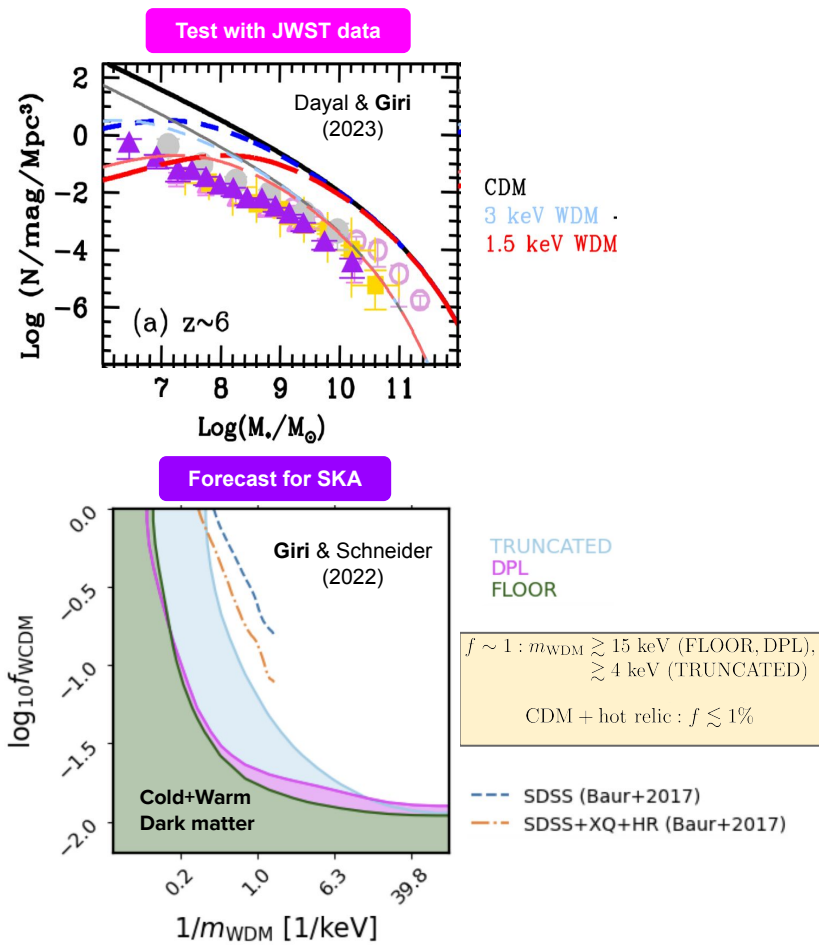 Test with JWST data
Dayal & Giri
(2023)
Log (N/mag/Mpc³)
2
0
−2
−4
−6
(a) z~6
7
8
9
10
11
Log(M⋆/M⊙)
CDM
3 keV WDM .
1.5 keV WDM
Forecast for SKA
Giri & Schneider
(2022)
log₁₀f_WCDM
0.0
−0.5
−1.0
−1.5
−2.0
Cold+Warm
Dark matter
0.2
1.0
6.3
39.8
1/m_WDM [1/keV]
TRUNCATED
DPL
FLOOR
f ∼ 1 : m_WDM ≳ 15 keV (FLOOR, DPL),
≳ 4 keV (TRUNCATED)
CDM + hot relic : f ≲ 1%
SDSS (Baur+2017)
SDSS+XQ+HR (Baur+2017)